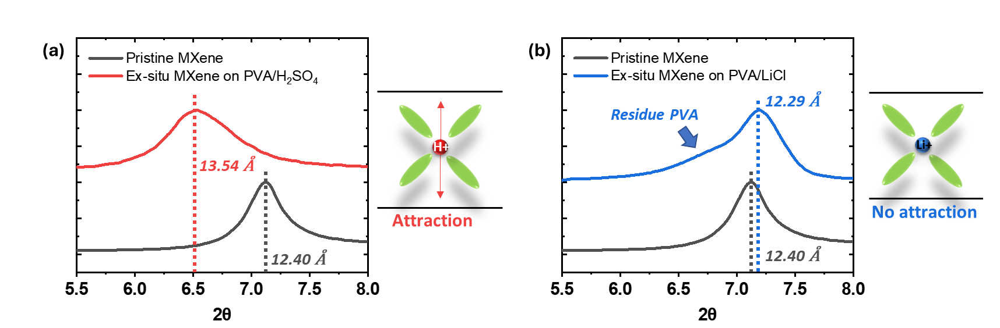 (a)
Pristine MXene
Ex-situ MXene on PVA/H₂SO₄
13.54 Å
12.40 Å
5.5 6.0 6.5 7.0 7.5 8.0
2θ
H+
Attraction
(b)
Pristine MXene
Ex-situ MXene on PVA/LiCl
12.29 Å
Residue PVA
12.40 Å
5.5 6.0 6.5 7.0 7.5 8.0
2θ
Li+
No attraction